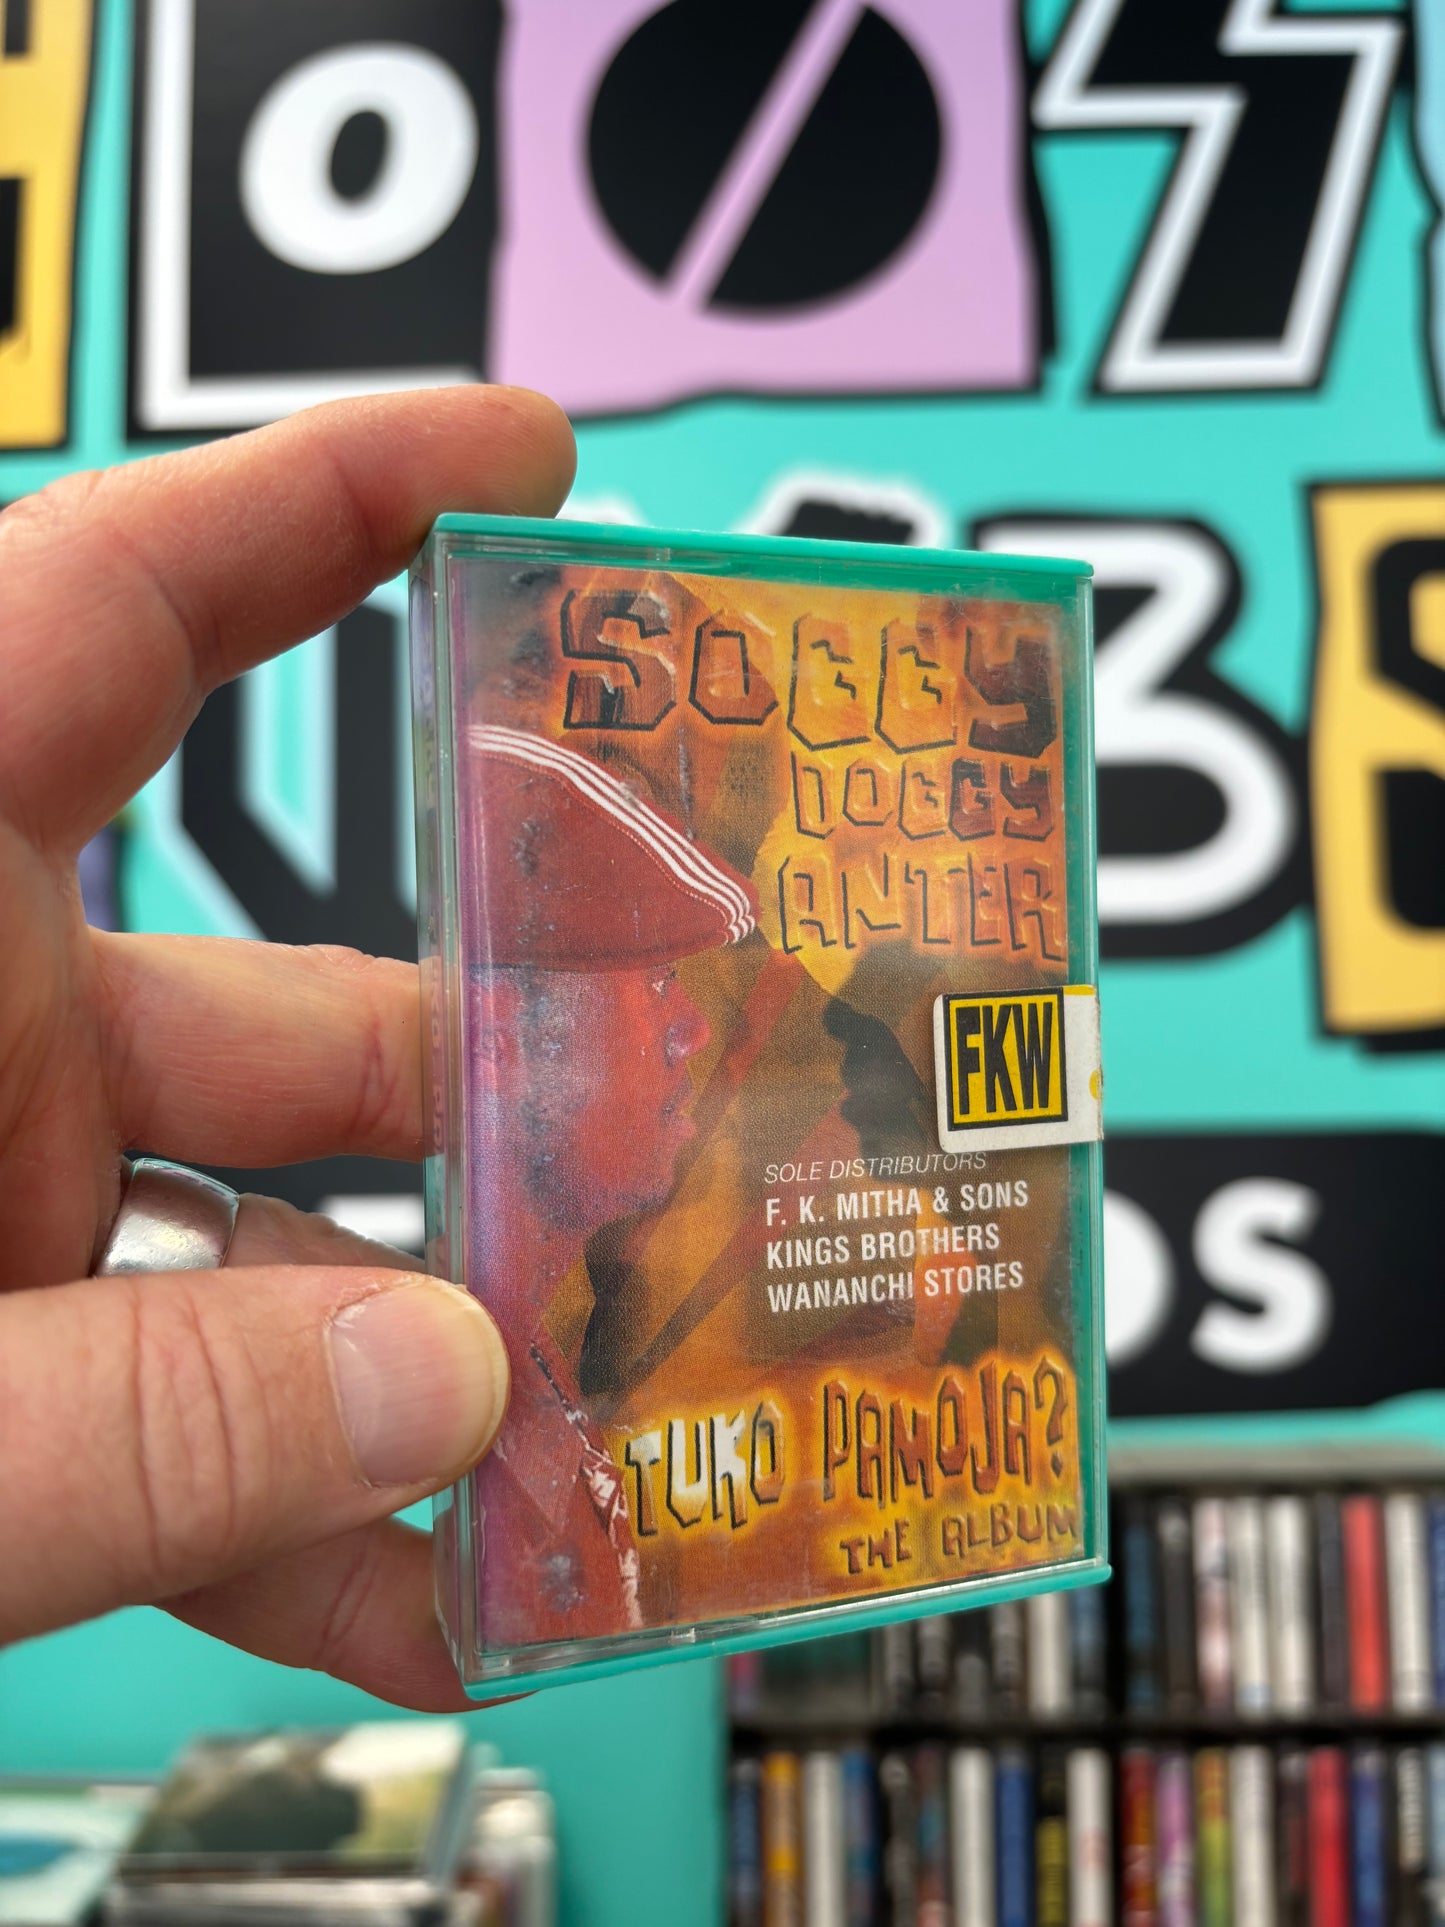 SOGGY
DOGGY
ANTER
FKW
SOLE DISTRIBUTORS
F. K. MITHA & SONS
KINGS BROTHERS
WANANCHI STORES
TUKO PAMOJA?
THE ALBUM